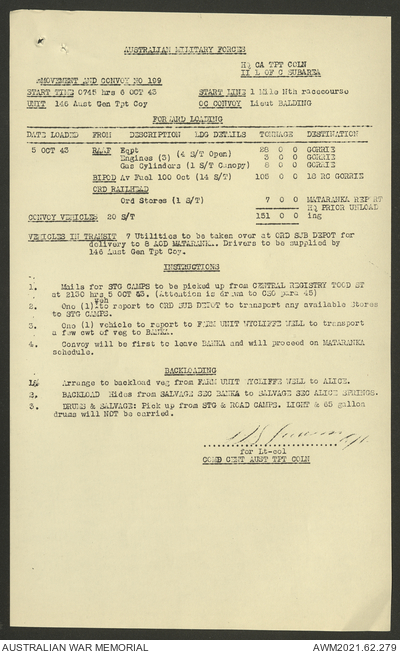 AUSTRALIAN MILITARY FORCES
HQ CA TPT COLN
II L OF C SUBAREA
MOVEMENT AND CONVOY NO 109
START TIME 0745 hrs 6 OCT 43 START LINE 1 Mile Nth racecourse
UNIT 146 Aust Gen Tpt Coy OC CONVOY Lieut BALDING
FORWARD LOADING
DATE LOADED FROM DESCRIPTION LDG DETAILS TONNAGE DESTINATION
5 OCT 43 RAAF Eqpt 28 0 0 GORRIE
Engines (3) (4 S/T Open) 3 0 0 GORRIE
Gas Cylinders (1 S/T Canopy) 8 0 0 GORRIE
BIPOD Av Fuel 100 Oct (14 S/T) 105 0 0 18 RC GORRIE
ORD RAILHEAD
Ord Stores (1 S/T) 7 0 0 MATARANKA REPORT
HQ PRIOR UNLOAD
CONVOY VEHICLES 20 S/T 151 0 0 ing
VEHICLES IN TRANSIT 7 Utilities to be taken over at ORD SUB DEPOT for
delivery to 8 AOD MATARANKA. Drivers to be supplied by
146 Aust Gen Tpt Coy.
INSTRUCTIONS
1. Mails for STG CAMPS to be picked up from CENTRAL REGISTRY TODD ST
at 2130 hrs 5 OCT 43. (Attention is drawn to CSO para 45)
2. One (1) veh to report to ORD SUB DEPOT to transport any available Stores
to STG CAMPS.
3. One (1) vehicle to report to FARM UNIT WYCLIFFE WELL to transport
a few cwt of veg to BANKA.
4. Convoy will be first to leave BANKA and will proceed on MATARANKA
schedule.
BACKLOADING
1. Arrange to backload veg from FARM UNIT WYCLIFFE WELL to ALICE.
2. BACKLOAD Hides from SALVAGE SEC BANKA to SALVAGE SEC ALICE SPRINGS.
3. DRUMS & SALVAGE: Pick up from STG & ROAD CAMPS. LIGHT & 65 gallon
drums will NOT be carried.
for Lt-col
COMB CENT AUST TPT COLN
AUSTRALIAN WAR MEMORIAL AWM2021.62.279